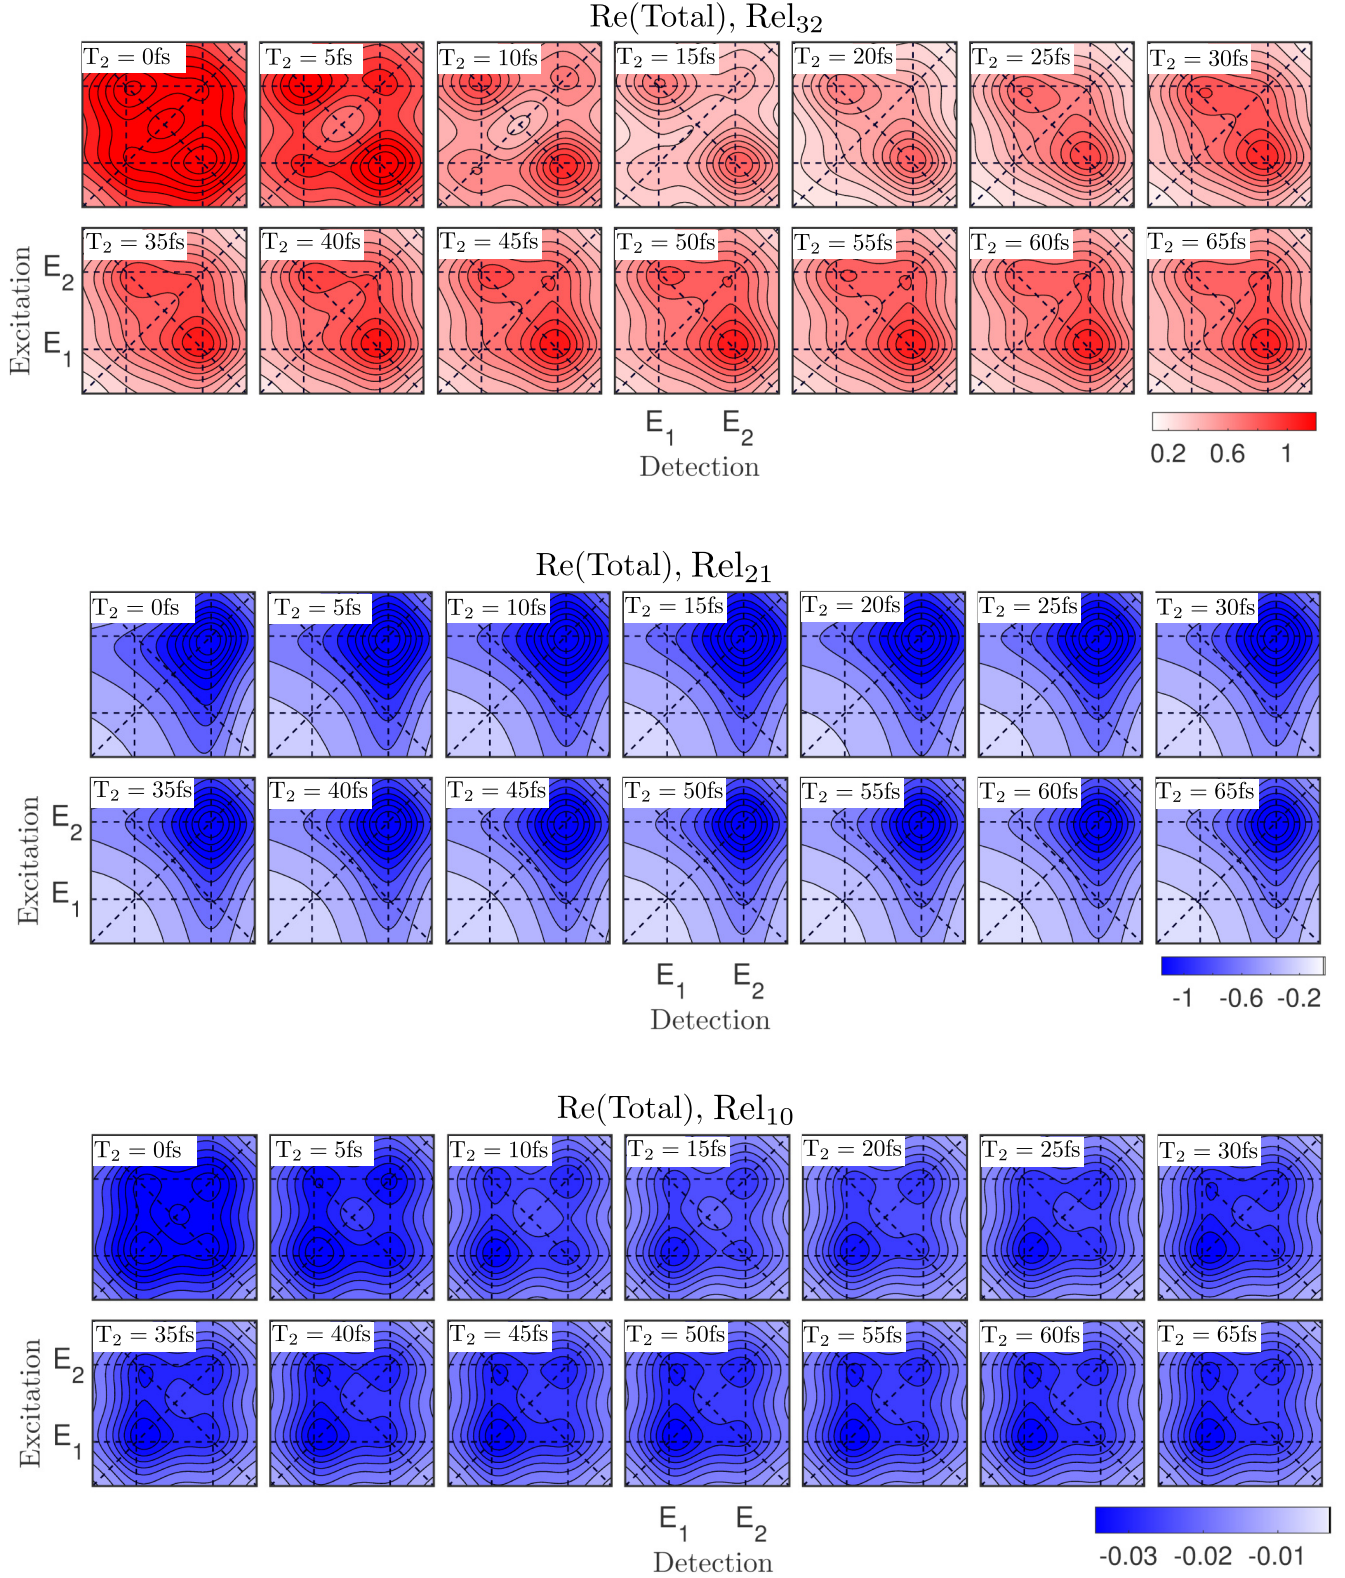 Re(Total), Rel₃₂
T₂ = 0fs T₂ = 5fs T₂ = 10fs T₂ = 15fs T₂ = 20fs T₂ = 25fs T₂ = 30fs
T₂ = 35fs T₂ = 40fs T₂ = 45fs T₂ = 50fs T₂ = 55fs T₂ = 60fs T₂ = 65fs
Excitation
E₂
E₁
E₁ E₂
Detection
0.2 0.6 1
Re(Total), Rel₂₁
T₂ = 0fs T₂ = 5fs T₂ = 10fs T₂ = 15fs T₂ = 20fs T₂ = 25fs T₂ = 30fs
T₂ = 35fs T₂ = 40fs T₂ = 45fs T₂ = 50fs T₂ = 55fs T₂ = 60fs T₂ = 65fs
Excitation
E₂
E₁
E₁ E₂
Detection
-1 -0.6 -0.2
Re(Total), Rel₁₀
T₂ = 0fs T₂ = 5fs T₂ = 10fs T₂ = 15fs T₂ = 20fs T₂ = 25fs T₂ = 30fs
T₂ = 35fs T₂ = 40fs T₂ = 45fs T₂ = 50fs T₂ = 55fs T₂ = 60fs T₂ = 65fs
Excitation
E₂
E₁
E₁ E₂
Detection
-0.03 -0.02 -0.01